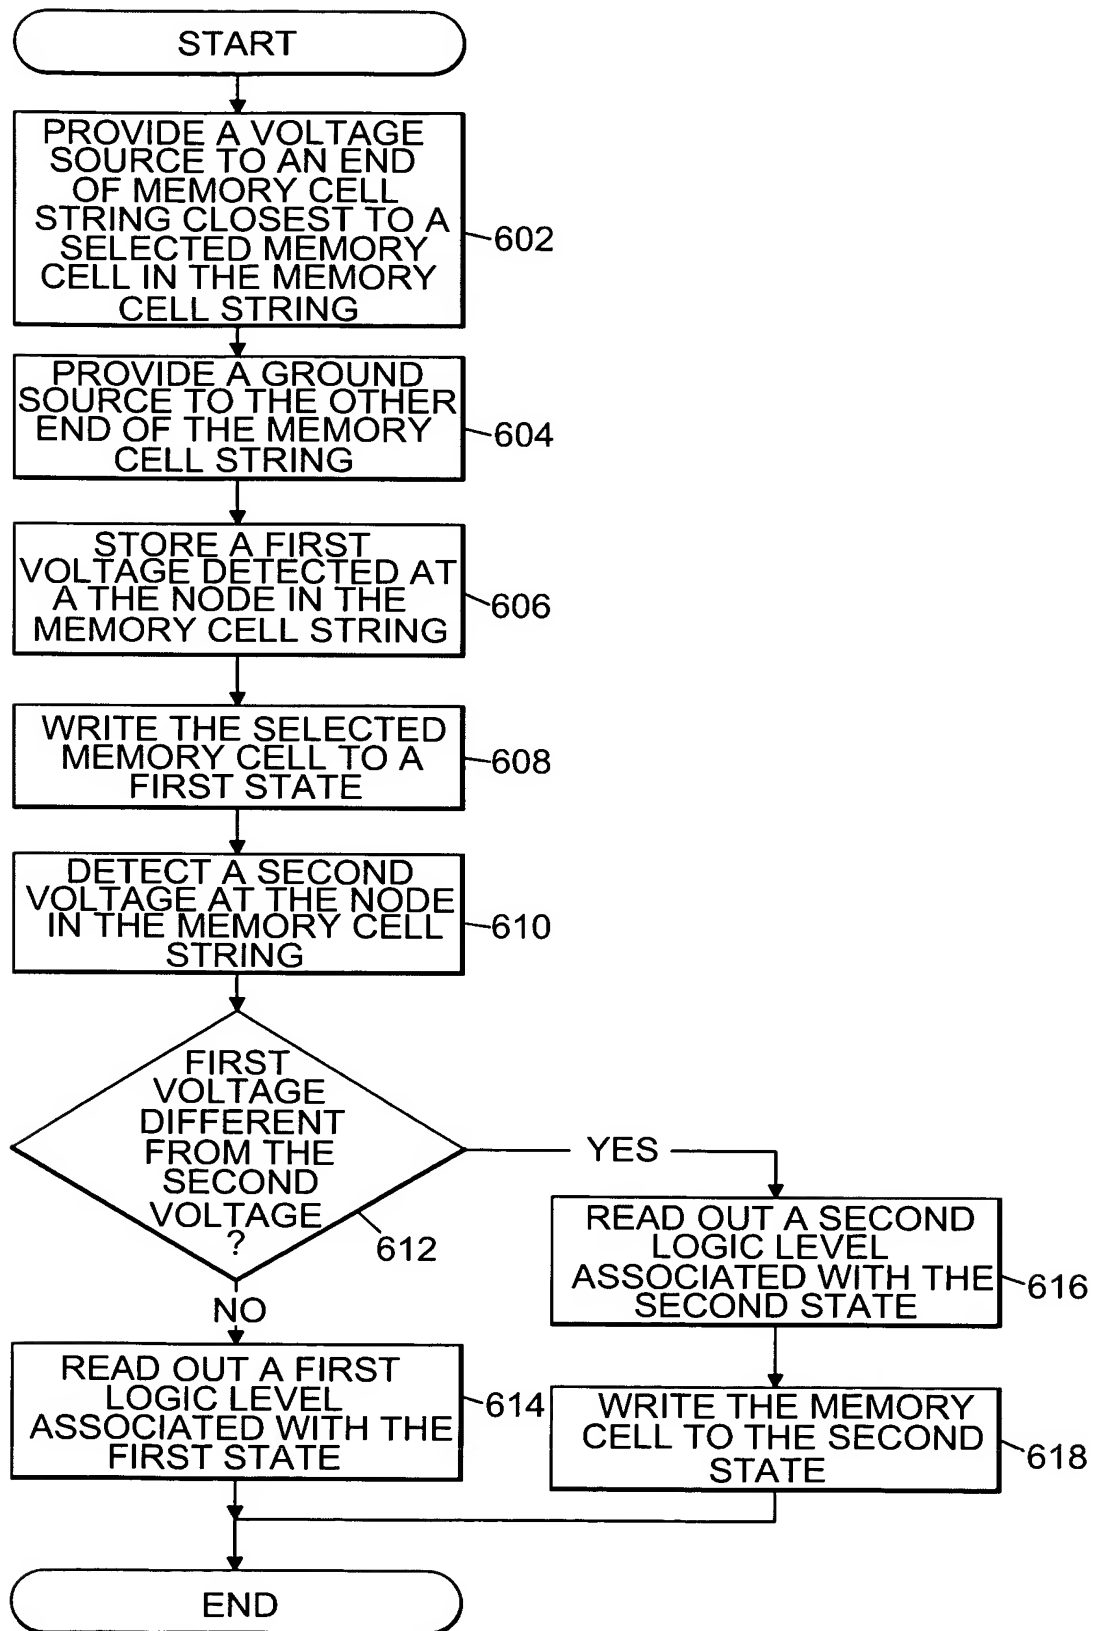 START
PROVIDE A VOLTAGE
SOURCE TO AN END
OF MEMORY CELL
STRING CLOSEST TO A
SELECTED MEMORY
CELL IN THE MEMORY
CELL STRING
602
PROVIDE A GROUND
SOURCE TO THE OTHER
END OF THE MEMORY
CELL STRING
604
STORE A FIRST
VOLTAGE DETECTED AT
A THE NODE IN THE
MEMORY CELL STRING
606
WRITE THE SELECTED
MEMORY CELL TO A
FIRST STATE
608
DETECT A SECOND
VOLTAGE AT THE NODE
IN THE MEMORY CELL
STRING
610
FIRST
VOLTAGE
DIFFERENT
FROM THE
SECOND
VOLTAGE
?
612
YES
READ OUT A SECOND
LOGIC LEVEL
ASSOCIATED WITH THE
SECOND STATE
616
NO
READ OUT A FIRST
LOGIC LEVEL
ASSOCIATED WITH THE
FIRST STATE
614
WRITE THE MEMORY
CELL TO THE SECOND
STATE
618
END